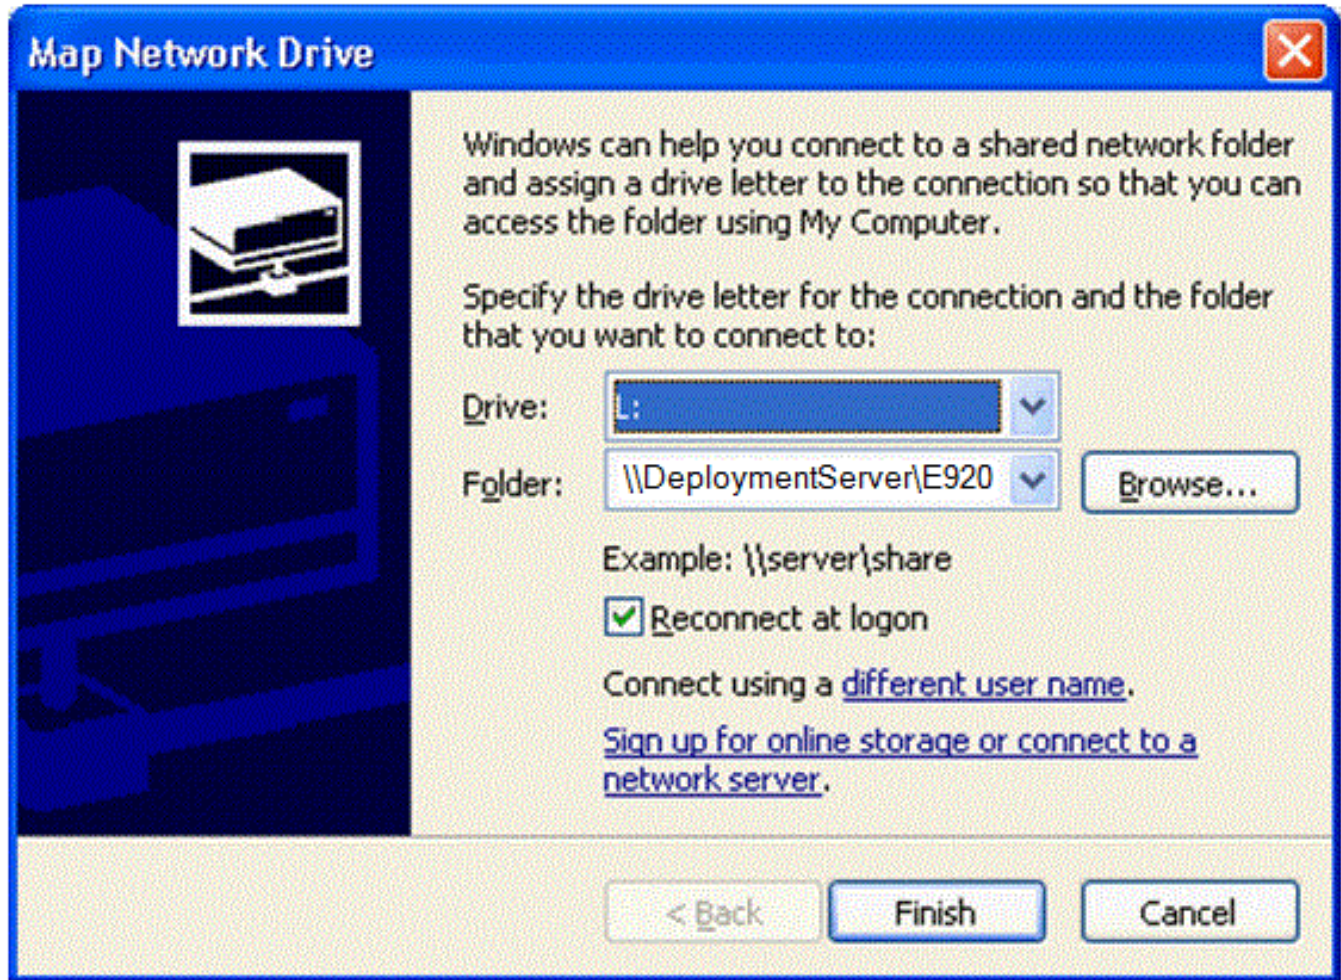 Map Network Drive
Windows can help you connect to a shared network folder
and assign a drive letter to the connection so that you can
access the folder using My Computer.
Specify the drive letter for the connection and the folder
that you want to connect to:
Drive: L:
Folder: \\DeploymentServer\E920 Browse...
Example: \\server\share
Reconnect at logon
Connect using a different user name.
Sign up for online storage or connect to a
network server.
< Back Finish Cancel